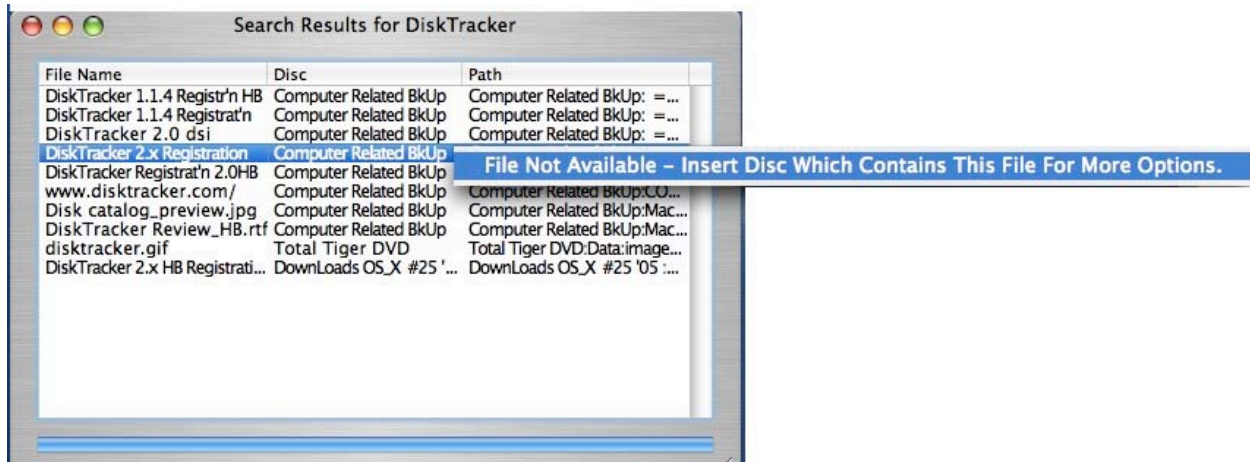 Search Results for DiskTracker
File Name Disc Path
DiskTracker 1.1.4 Registr'n HB Computer Related BkUp Computer Related BkUp: =...
DiskTracker 1.1.4 Registrat'n Computer Related BkUp Computer Related BkUp: =...
DiskTracker 2.0 dsi Computer Related BkUp Computer Related BkUp: =...
DiskTracker 2.x Registration Computer Related BkUp
File Not Available – Insert Disc Which Contains This File For More Options.
DiskTracker Registrat'n 2.0HB Computer Related BkUp
www.disktracker.com/ Computer Related BkUp Computer Related BkUp:CO...
Disk catalog_preview.jpg Computer Related BkUp Computer Related BkUp:Mac...
DiskTracker Review_HB.rtf Computer Related BkUp Computer Related BkUp:Mac...
disktracker.gif Total Tiger DVD Total Tiger DVD:Data:image...
DiskTracker 2.x HB Registrati... DownLoads OS_X #25 '... DownLoads OS_X #25 '05 :...